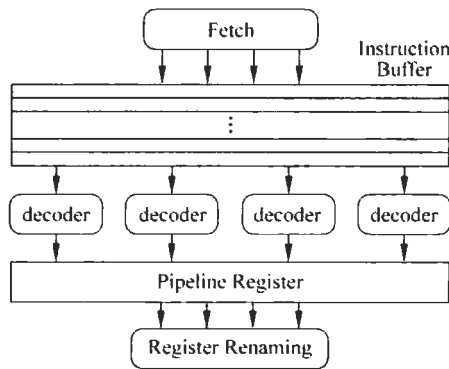 Fetch
Instruction
Buffer
decoder decoder decoder decoder
Pipeline Register
Register Renaming